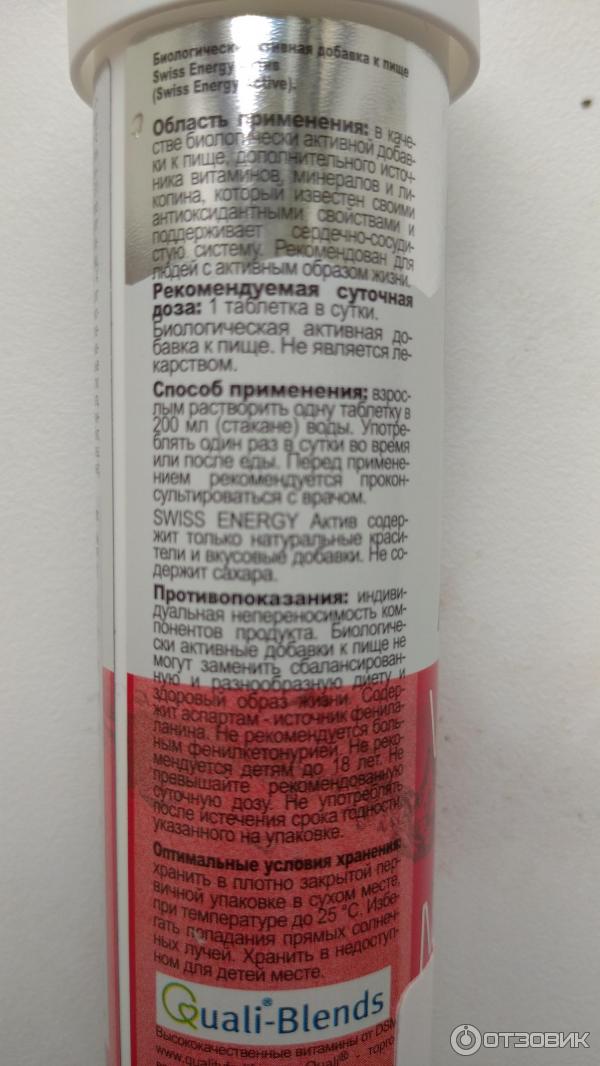 Биологически активная добавка к пище
Swiss Energy Актив
(Swiss Energy Active).
Область применения: в каче-
стве биологически активной добав-
ки к пище, дополнительного источ-
ника витаминов, минералов и ли-
копина, который известен своими
антиоксидантными свойствами и
поддерживает сердечно-сосуди-
стую систему. Рекомендован для
людей с активным образом жизни.
Рекомендуемая суточная
доза: 1 таблетка в сутки.
Биологическая активная до-
бавка к пище. Не является ле-
карством.
Способ применения: взрос-
лым растворить одну таблетку в
200 мл (стакане) воды. Употре-
блять один раз в сутки во время
или после еды. Перед примене-
нием рекомендуется прокон-
сультироваться с врачом.
SWISS ENERGY Актив содер-
жит только натуральные краси-
тели и вкусовые добавки. Не со-
держит сахара.
Противопоказания: индиви-
дуальная непереносимость ком-
понентов продукта. Биологиче-
ски активные добавки к пище не
могут заменить сбалансирован-
ную и разнообразную диету и
здоровый образ жизни. Содер-
жит аспартам - источник фенила-
ланина. Не рекомендуется боль-
ным фенилкетонурией. Не реко-
мендуется детям до 18 лет. Не
превышайте рекомендованную
суточную дозу. Не употреблять
после истечения срока годности,
указанного на упаковке.
Оптимальные условия хранения:
хранить в плотно закрытой пер-
вичной упаковке в сухом месте,
при температуре до 25 °C. Избе-
гать попадания прямых солнеч-
ных лучей. Хранить в недоступ-
ном для детей месте.
Quali®-Blends
Высококачественные витамины от DSM
Quali® - торго
ОТЗОВИК